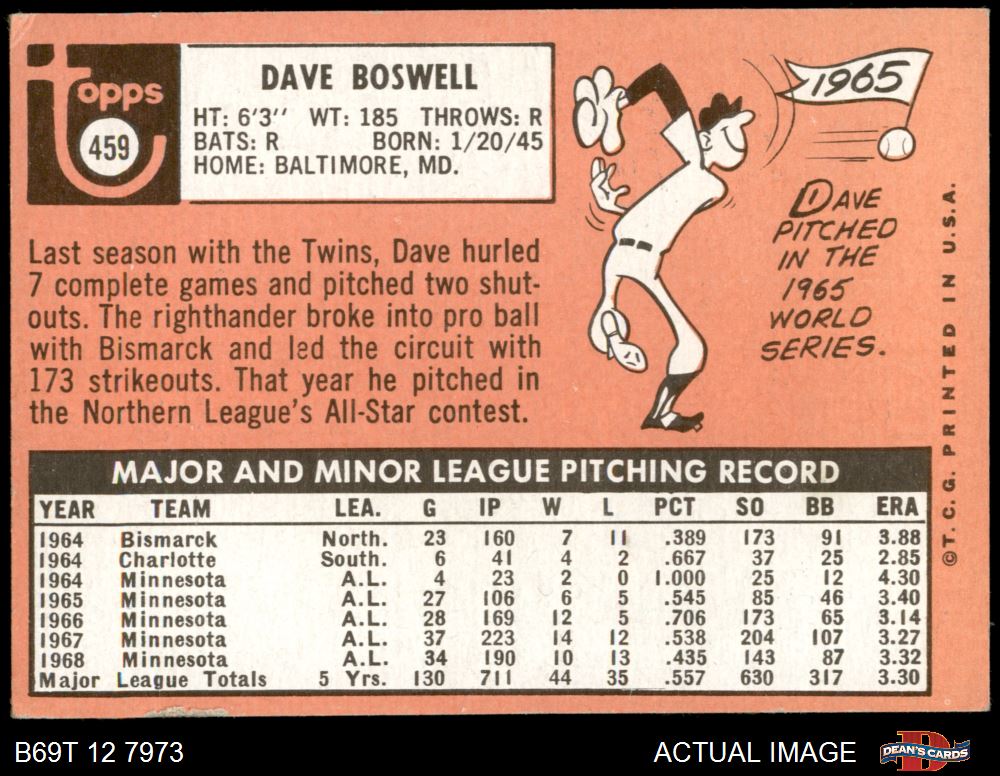 topps
459
DAVE BOSWELL
HT: 6'3" WT: 185 THROWS: R
BATS: R BORN: 1/20/45
HOME: BALTIMORE, MD.
Last season with the Twins, Dave hurled
7 complete games and pitched two shut-
outs. The righthander broke into pro ball
with Bismarck and led the circuit with
173 strikeouts. That year he pitched in
the Northern League's All-Star contest.
1965
DAVE
PITCHED
IN THE
1965
WORLD
SERIES.
MAJOR AND MINOR LEAGUE PITCHING RECORD
YEAR TEAM LEA. G IP W L PCT SO BB ERA
1964 Bismarck North. 23 160 7 11 .389 173 91 3.88
1964 Charlotte South. 6 41 4 2 .667 37 25 2.85
1964 Minnesota A.L. 4 23 2 0 1.000 25 12 4.30
1965 Minnesota A.L. 27 106 6 5 .545 85 46 3.40
1966 Minnesota A.L. 28 169 12 5 .706 173 65 3.14
1967 Minnesota A.L. 37 223 14 12 .538 204 107 3.27
1968 Minnesota A.L. 34 190 10 13 .435 143 87 3.32
Major League Totals 5 Yrs. 130 711 44 35 .557 630 317 3.30
©T.C.G. PRINTED IN U.S.A.
B69T 12 7973
ACTUAL IMAGE
D
DEAN'S CARDS